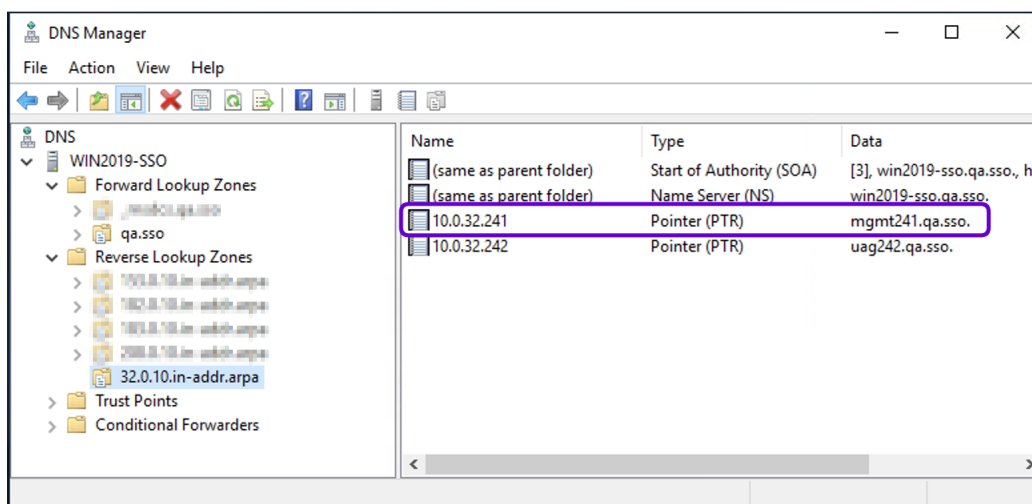 DNS Manager
File Action View Help
DNS
WIN2019-SSO
Forward Lookup Zones
qa.sso
Reverse Lookup Zones
32.0.10.in-addr.arpa
Trust Points
Conditional Forwarders
Name Type Data
(same as parent folder) Start of Authority (SOA) [3], win2019-sso.qa.sso., h
(same as parent folder) Name Server (NS) win2019-sso.qa.sso.
10.0.32.241 Pointer (PTR) mgmt241.qa.sso.
10.0.32.242 Pointer (PTR) uag242.qa.sso.